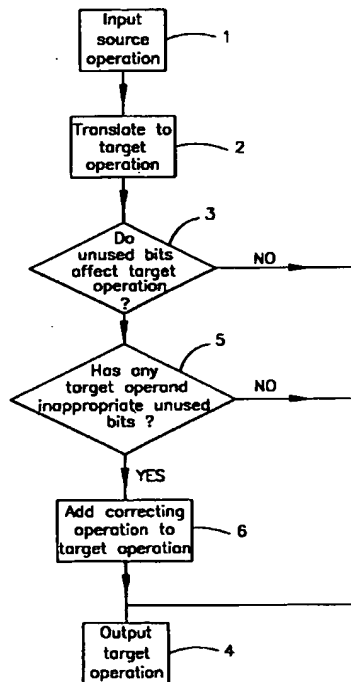 Input
source
operation
1
Translate to
target
operation
2
3
Do
unused bits
affect target
operation
?
NO
5
Has any
target operand
inappropriate unused
bits ?
NO
YES
Add correcting
operation to
target operation
6
Output
target
operation
4